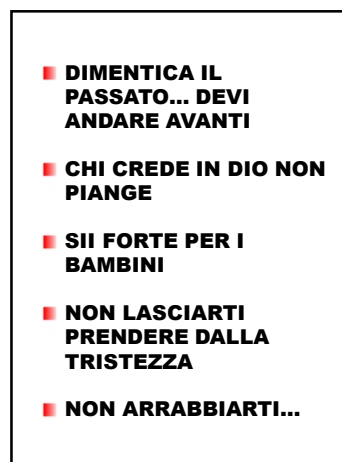 DIMENTICA IL
PASSATO... DEVI
ANDARE AVANTI
CHI CREDE IN DIO NON
PIANGE
SII FORTE PER I
BAMBINI
NON LASCIARTI
PRENDERE DALLA
TRISTEZZA
NON ARRABBIARTI...